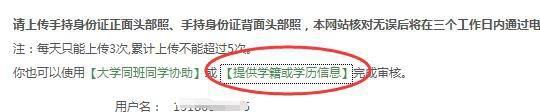 请上传手持身份证正面头部照、手持身份证背面头部照，本网站核对无误后将在三个工作日内通过电
注：每天只能上传3次,累计上传不能超过5次。
你也可以使用【大学同班同学协助】或【提供学籍或学历信息】完成审核。
用户名：